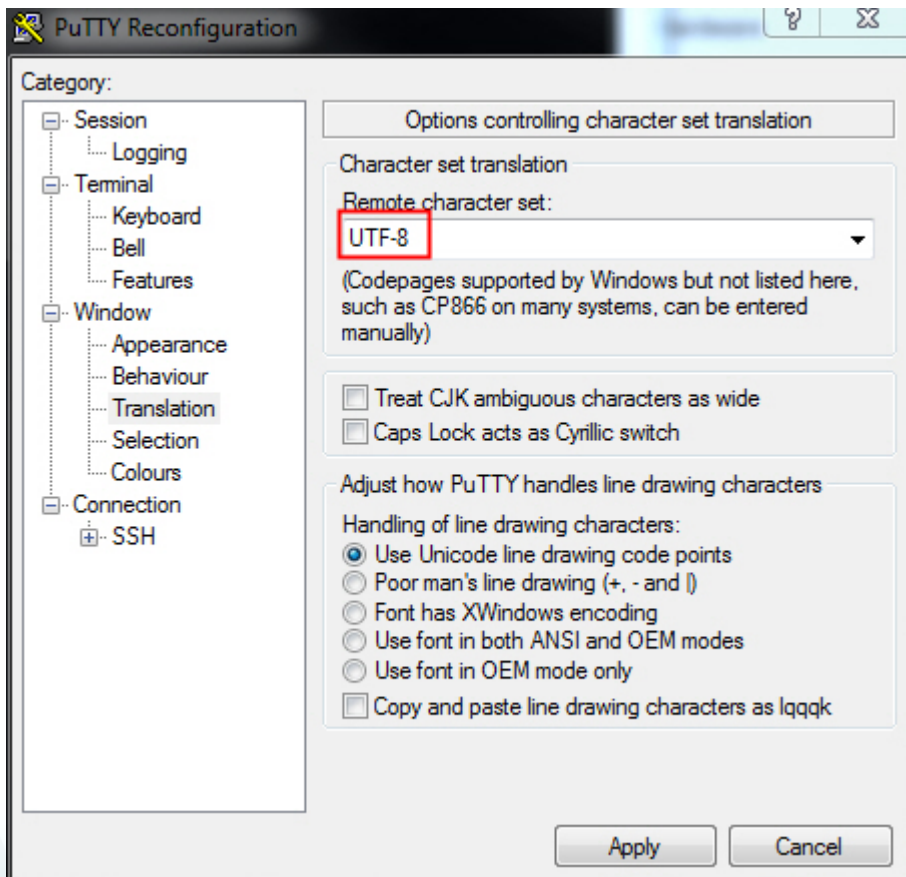 PuTTY Reconfiguration
Category:
Session
Logging
Terminal
Keyboard
Bell
Features
Window
Appearance
Behaviour
Translation
Selection
Colours
Connection
SSH
Options controlling character set translation
Character set translation
Remote character set:
UTF-8
(Codepages supported by Windows but not listed here,
such as CP866 on many systems, can be entered
manually)
Treat CJK ambiguous characters as wide
Caps Lock acts as Cyrillic switch
Adjust how PuTTY handles line drawing characters
Handling of line drawing characters:
Use Unicode line drawing code points
Poor man's line drawing (+, - and |)
Font has XWindows encoding
Use font in both ANSI and OEM modes
Use font in OEM mode only
Copy and paste line drawing characters as lqqqk
Apply
Cancel